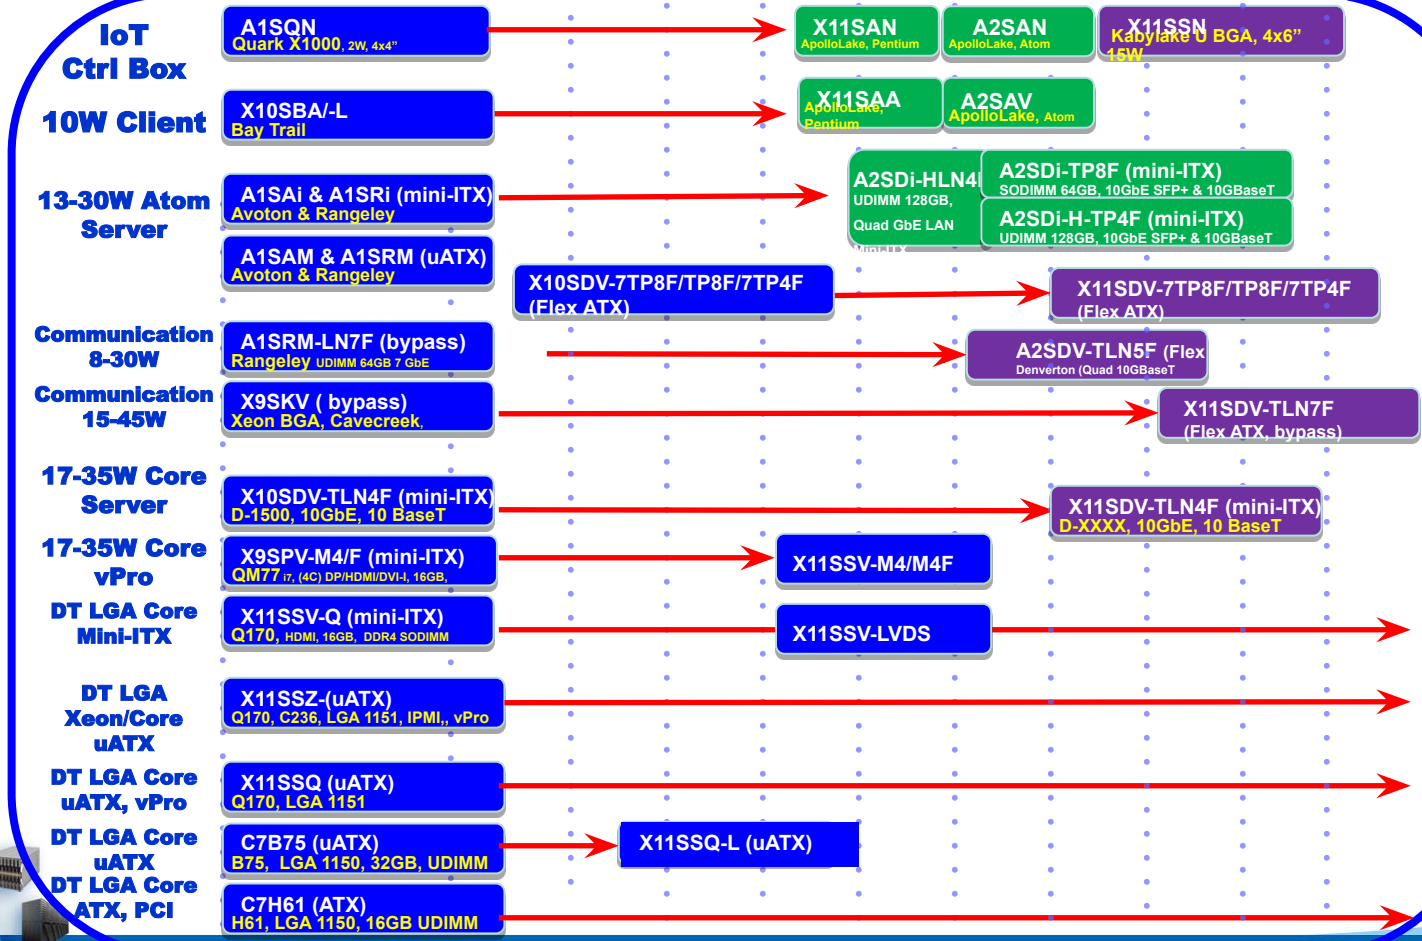 IoT
Ctrl Box
A1SQN
Quark X1000, 2W, 4x4”
X11SAN
ApolloLake, Pentium
A2SAN
ApolloLake, Atom
X11SSN
Kabylake U BGA, 4x6”
15W
10W Client
X10SBA/-L
Bay Trail
X11SAA
ApolloLake,
Pentium
A2SAV
ApolloLake, Atom
13-30W Atom
Server
A1SAi & A1SRi (mini-ITX)
Avoton & Rangeley
A2SDi-HLN4
UDIMM 128GB,
Quad GbE LAN
Mini-ITX
A2SDi-TP8F (mini-ITX)
SODIMM 64GB, 10GbE SFP+ & 10GBaseT
A2SDi-H-TP4F (mini-ITX)
UDIMM 128GB, 10GbE SFP+ & 10GBaseT
A1SAM & A1SRM (uATX)
Avoton & Rangeley
X10SDV-7TP8F/TP8F/7TP4F
(Flex ATX)
X11SDV-7TP8F/TP8F/7TP4F
(Flex ATX)
Communication
8-30W
A1SRM-LN7F (bypass)
Rangeley UDIMM 64GB 7 GbE
A2SDV-TLN5F (Flex
Denverton (Quad 10GBaseT
Communication
15-45W
X9SKV ( bypass)
Xeon BGA, Cavecreek,
X11SDV-TLN7F
(Flex ATX, bypass)
17-35W Core
Server
X10SDV-TLN4F (mini-ITX)
D-1500, 10GbE, 10 BaseT
X11SDV-TLN4F (mini-ITX)
D-XXXX, 10GbE, 10 BaseT
17-35W Core
vPro
X9SPV-M4/F (mini-ITX)
QM77 i7, (4C) DP/HDMI/DVI-I, 16GB,
X11SSV-M4/M4F
DT LGA Core
Mini-ITX
X11SSV-Q (mini-ITX)
Q170, HDMI, 16GB, DDR4 SODIMM
X11SSV-LVDS
DT LGA
Xeon/Core
uATX
X11SSZ-(uATX)
Q170, C236, LGA 1151, IPMI,, vPro
DT LGA Core
uATX, vPro
X11SSQ (uATX)
Q170, LGA 1151
DT LGA Core
uATX
C7B75 (uATX)
B75, LGA 1150, 32GB, UDIMM
X11SSQ-L (uATX)
DT LGA Core
ATX, PCI
C7H61 (ATX)
H61, LGA 1150, 16GB UDIMM